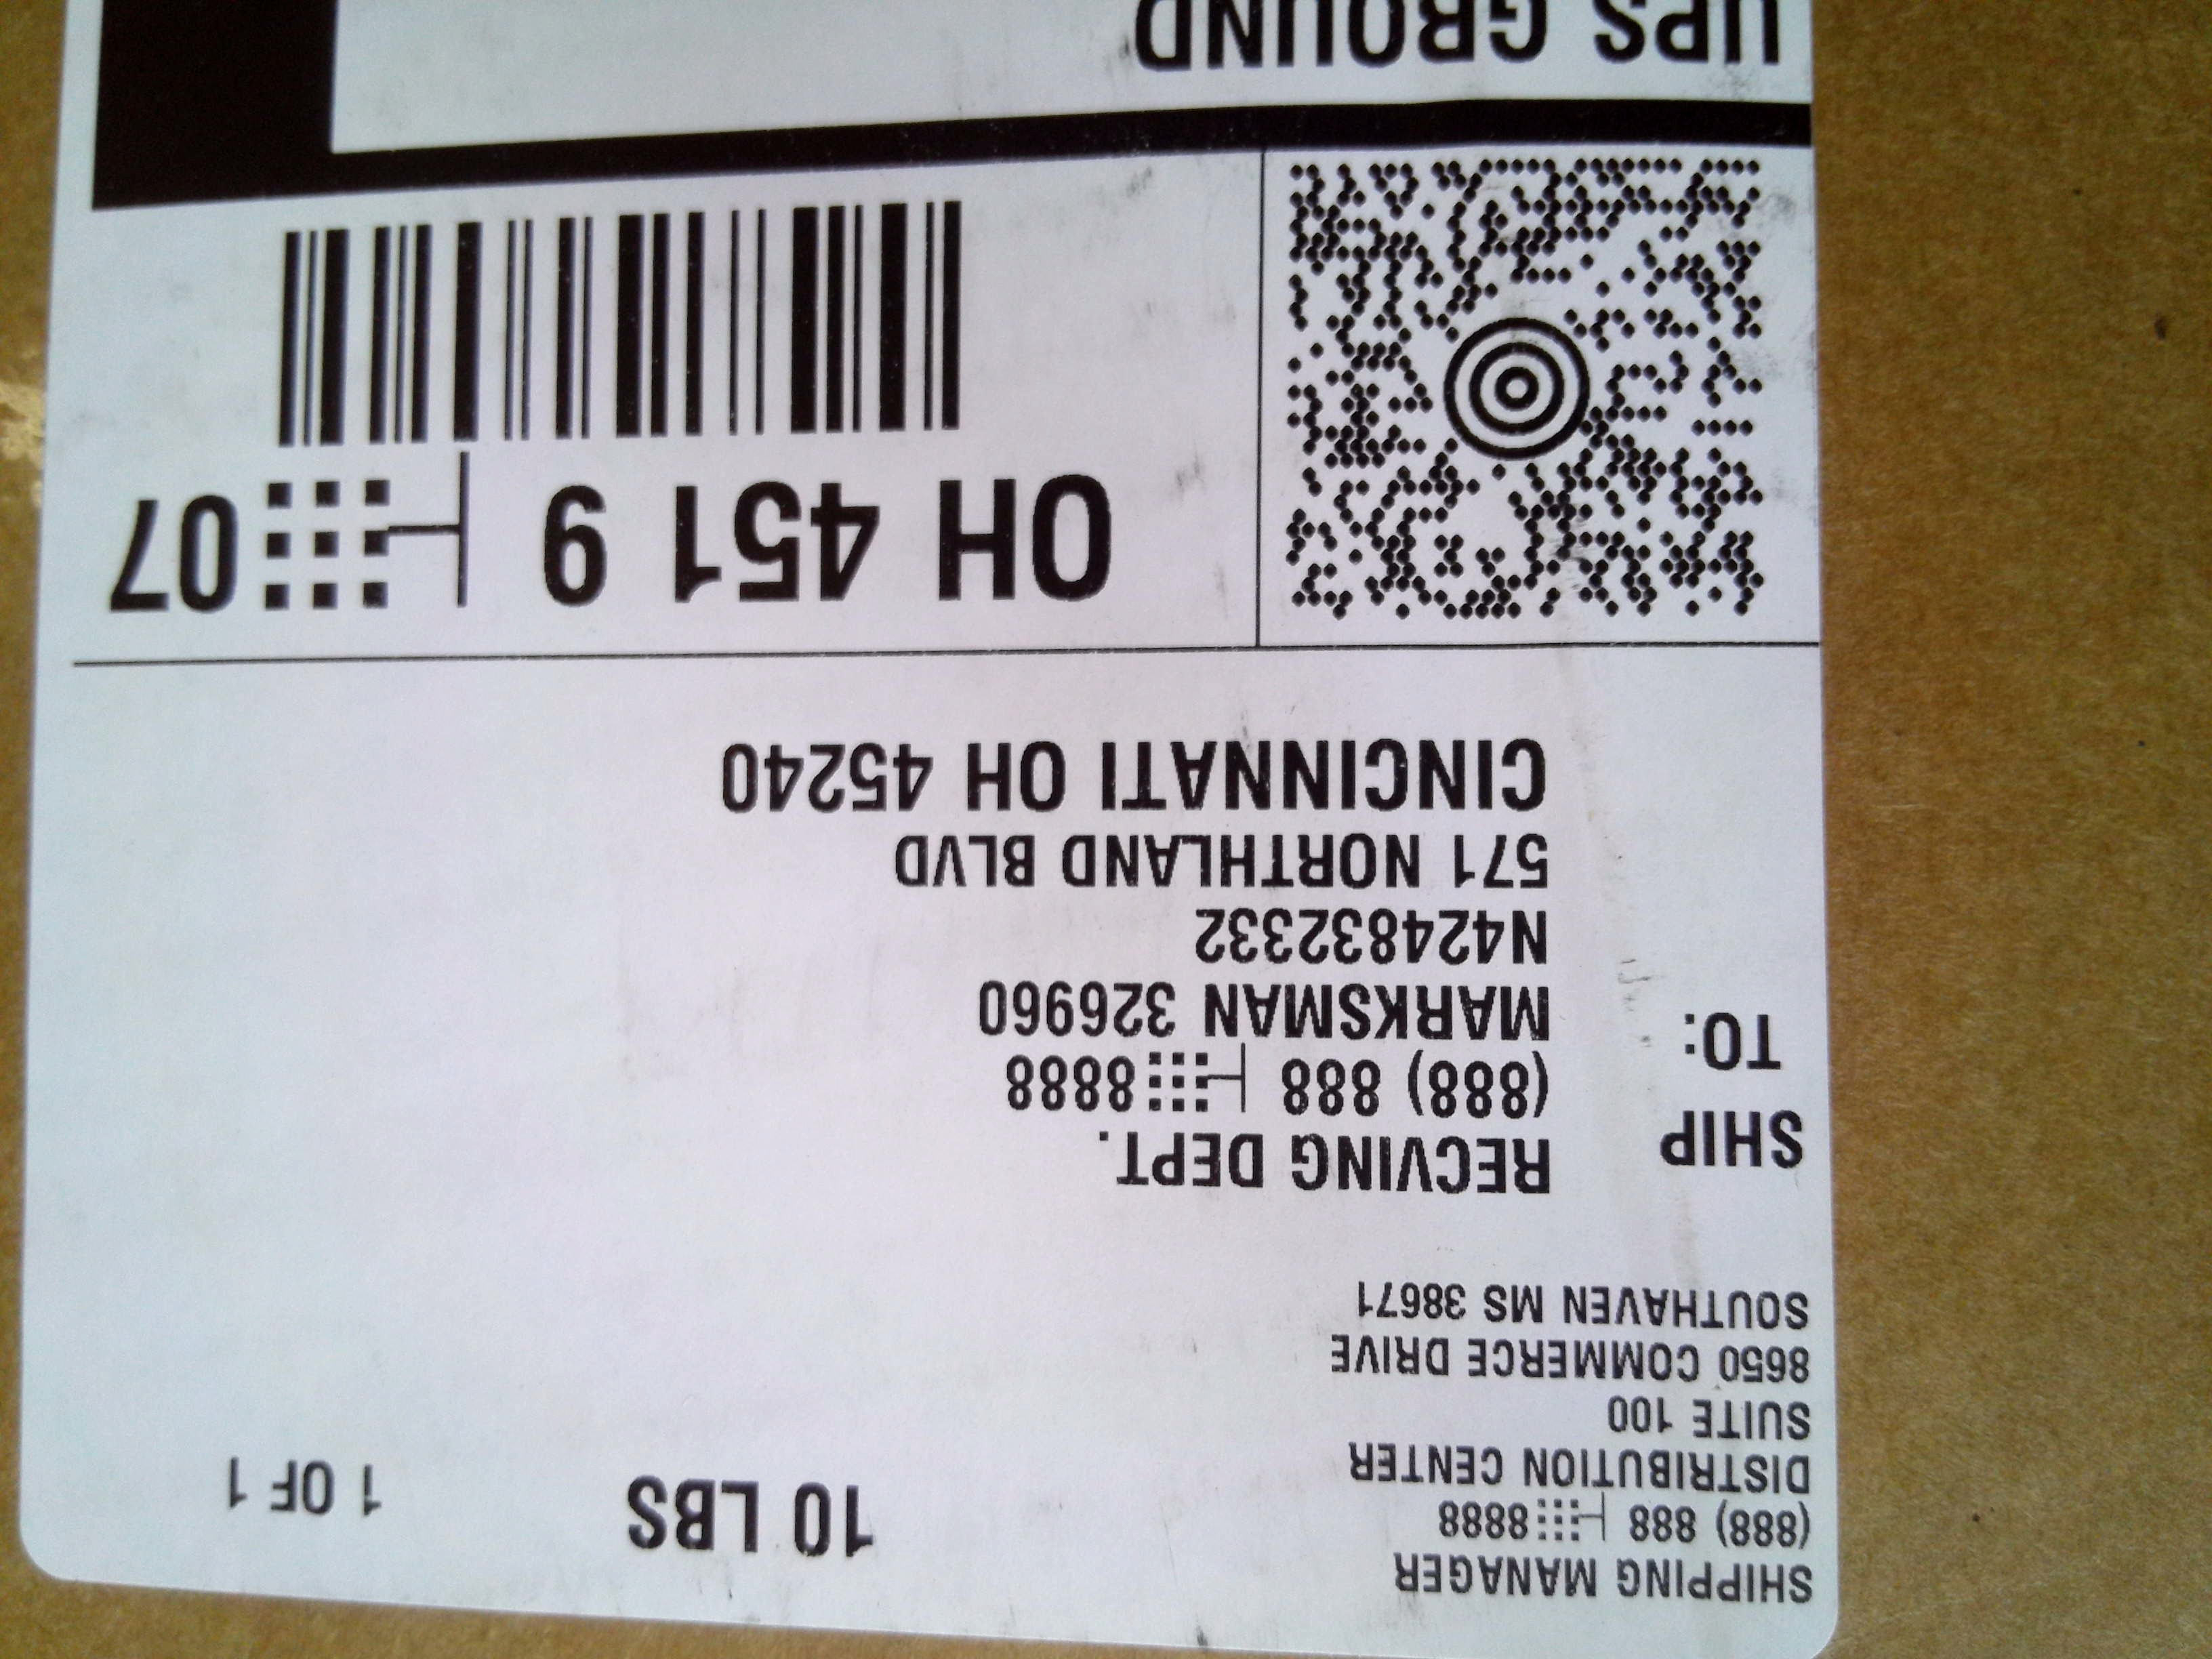 SHIPPING MANAGER
(888) 888 8888
DISTRIBUTION CENTER
SUITE 100
8650 COMMERCE DRIVE
SOUTHAVEN MS 38671
10 LBS
1 OF 1
SHIP
TO:
RECVING DEPT.
(888) 888 8888
MARKSMAN 326960
N424832332
571 NORTHLAND BLVD
CINCINNATI OH 45240
OH 451 9 07
UPS GROUND